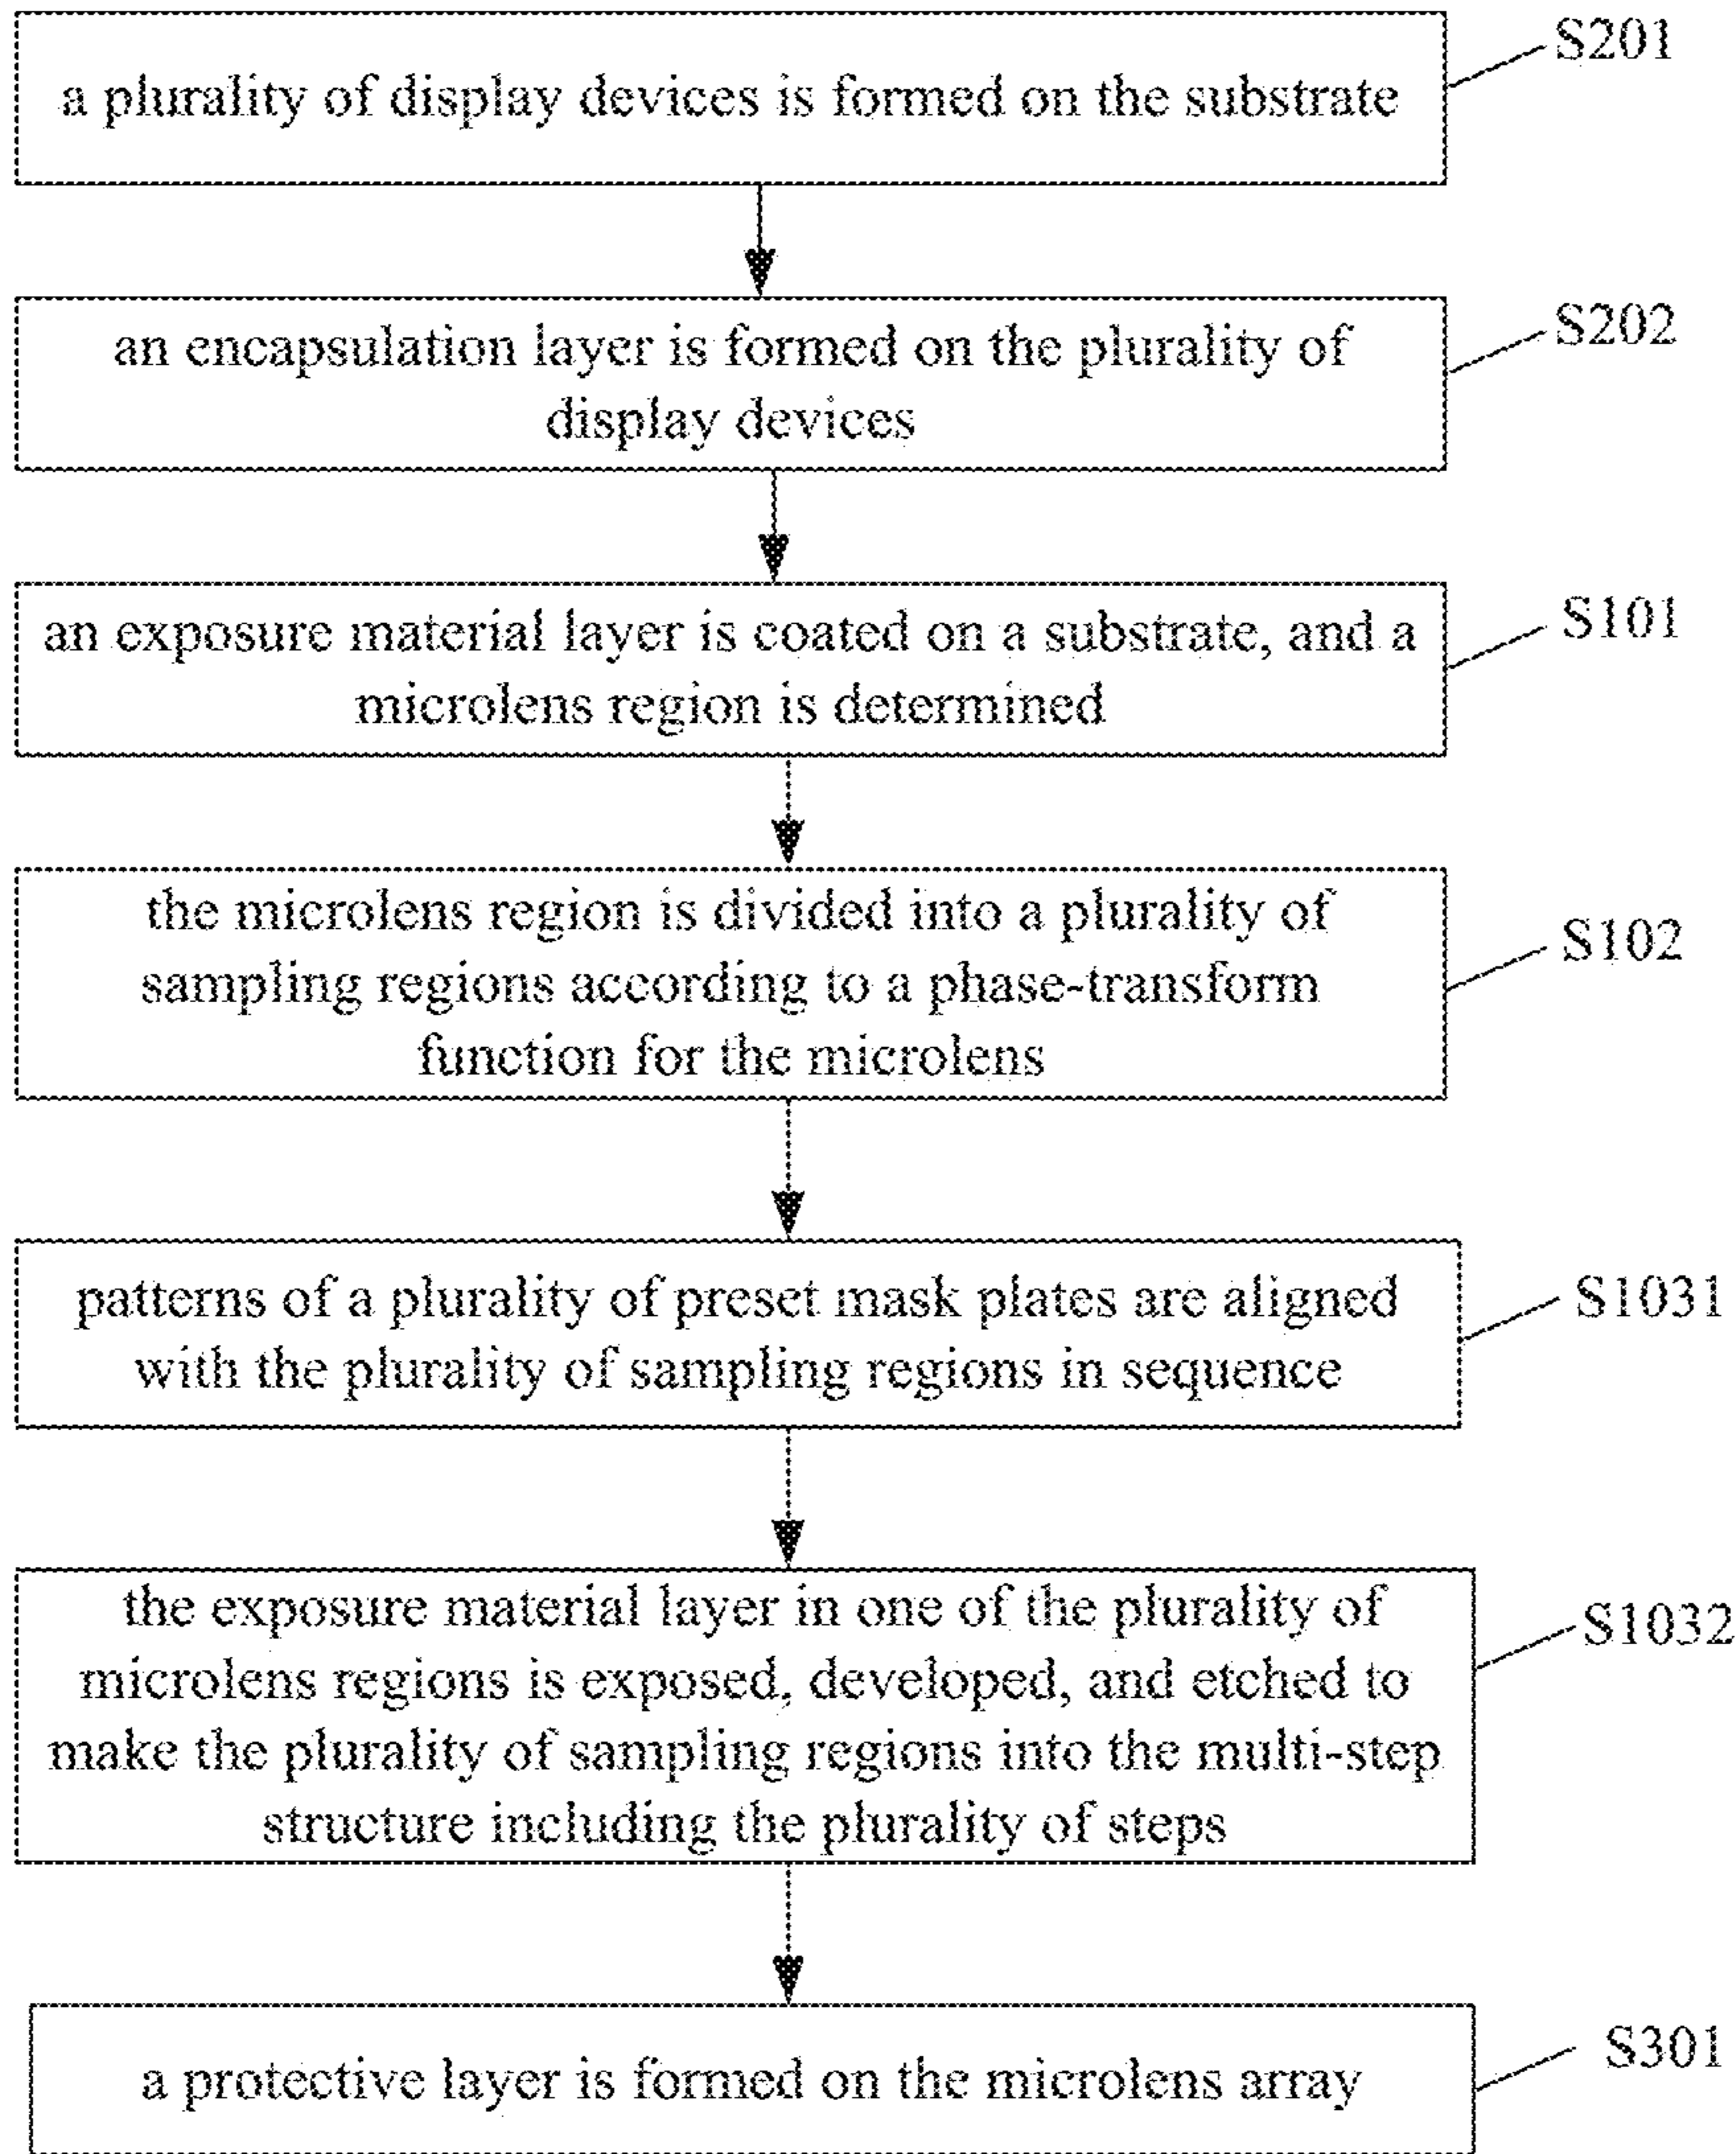 S201
a plurality of display devices is formed on the substrate
S202
an encapsulation layer is formed on the plurality of
display devices
S101
an exposure material layer is coated on a substrate, and a
microlens region is determined
S102
the microlens region is divided into a plurality of
sampling regions according to a phase-transform
function for the microlens
S1031
patterns of a plurality of preset mask plates are aligned
with the plurality of sampling regions in sequence
S1032
the exposure material layer in one of the plurality of
microlens regions is exposed, developed, and etched to
make the plurality of sampling regions into the multi-step
structure including the plurality of steps
S301
a protective layer is formed on the microlens array